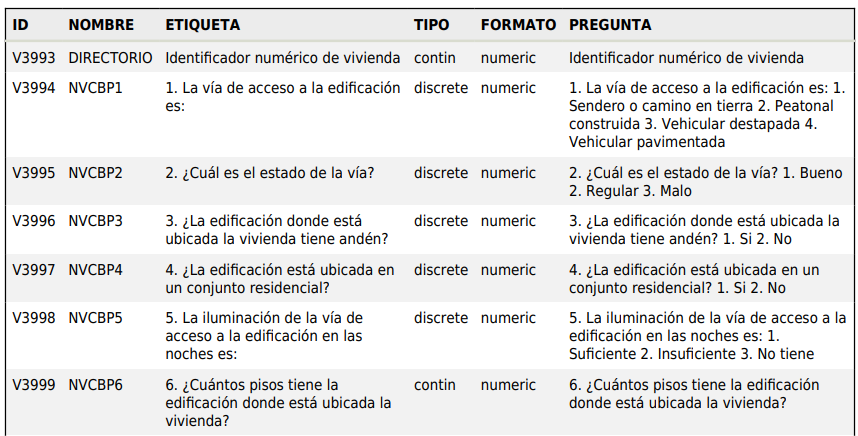 ID NOMBRE ETIQUETA TIPO FORMATO PREGUNTA
V3993 DIRECTORIO Identificador numérico de vivienda contin numeric Identificador numérico de vivienda
V3994 NVCBP1 1. La vía de acceso a la edificación discrete numeric 1. La vía de acceso a la edificación es: 1.
es: Sendero o camino en tierra 2. Peatonal
construida 3. Vehicular destapada 4.
Vehicular pavimentada
V3995 NVCBP2 2. ¿Cuál es el estado de la vía? discrete numeric 2. ¿Cuál es el estado de la vía? 1. Bueno
2. Regular 3. Malo
V3996 NVCBP3 3. ¿La edificación donde está discrete numeric 3. ¿La edificación donde está ubicada la
ubicada la vivienda tiene andén? vivienda tiene andén? 1. Si 2. No
V3997 NVCBP4 4. ¿La edificación está ubicada en discrete numeric 4. ¿La edificación está ubicada en un
un conjunto residencial? conjunto residencial? 1. Si 2. No
V3998 NVCBP5 5. La iluminación de la vía de discrete numeric 5. La iluminación de la vía de acceso a la
acceso a la edificación en las edificación en las noches es: 1.
noches es: Suficiente 2. Insuficiente 3. No tiene
V3999 NVCBP6 6. ¿Cuántos pisos tiene la contin numeric 6. ¿Cuántos pisos tiene la edificación
edificación donde está ubicada la donde está ubicada la vivienda?
vivienda?